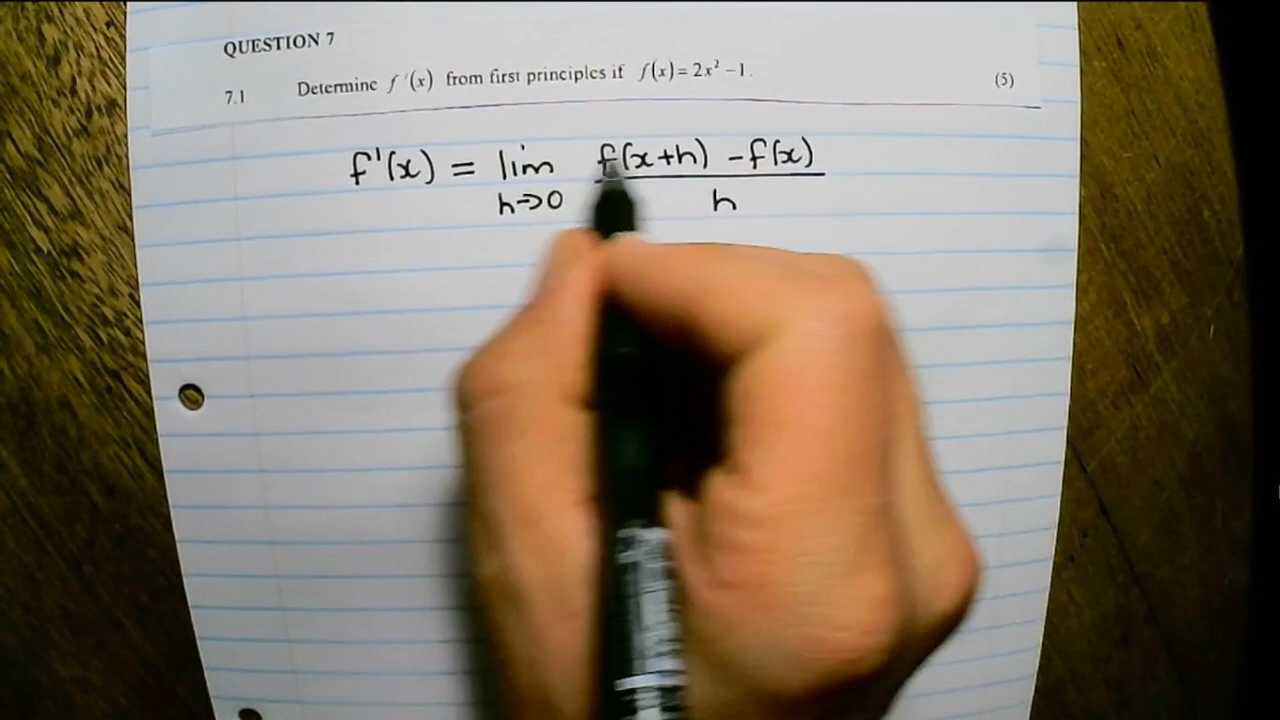 QUESTION 7
7.1 Determine f '(x) from first principles if f(x) = 2x² − 1. (5)
f'(x) = lim f(x+h) - f(x)
h→0 h